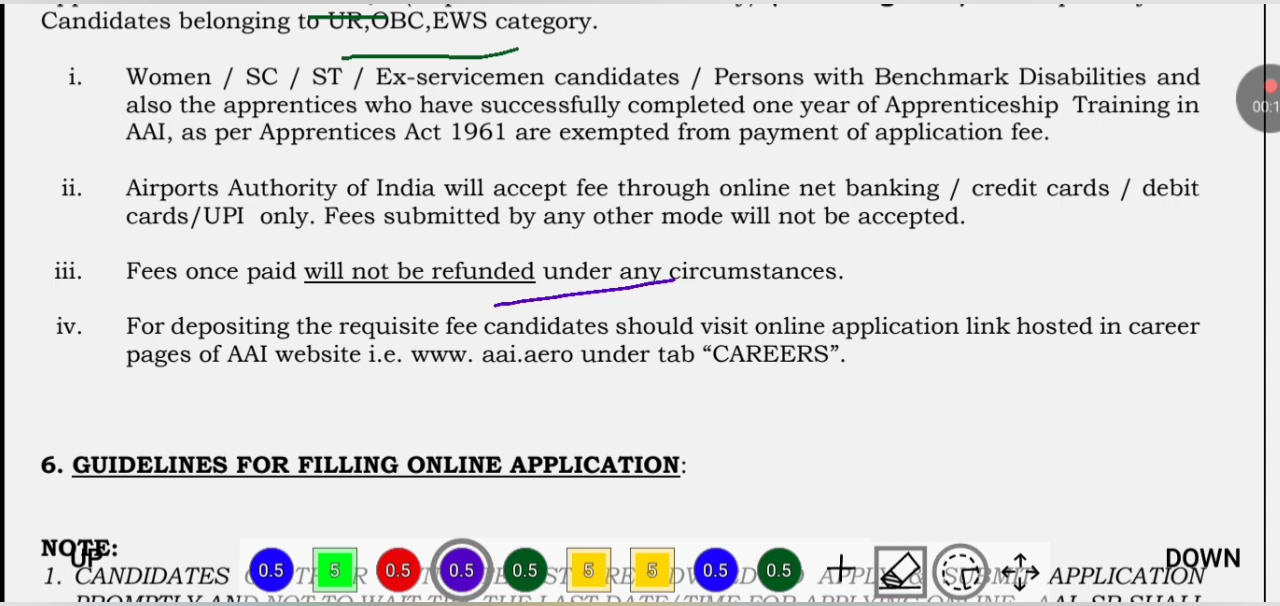 Candidates belonging to UR,OBC,EWS category.
i. Women / SC / ST / Ex-servicemen candidates / Persons with Benchmark Disabilities and
also the apprentices who have successfully completed one year of Apprenticeship Training in
AAI, as per Apprentices Act 1961 are exempted from payment of application fee.
ii. Airports Authority of India will accept fee through online net banking / credit cards / debit
cards/UPI only. Fees submitted by any other mode will not be accepted.
iii. Fees once paid will not be refunded under any circumstances.
iv. For depositing the requisite fee candidates should visit online application link hosted in career
pages of AAI website i.e. www. aai.aero under tab “CAREERS”.
6. GUIDELINES FOR FILLING ONLINE APPLICATION:
NOTE:
UP
0.5 5 0.5 0.5 0.5 5 5 0.5 0.5
DOWN
1. CANDIDATES APPLICATION
00:1